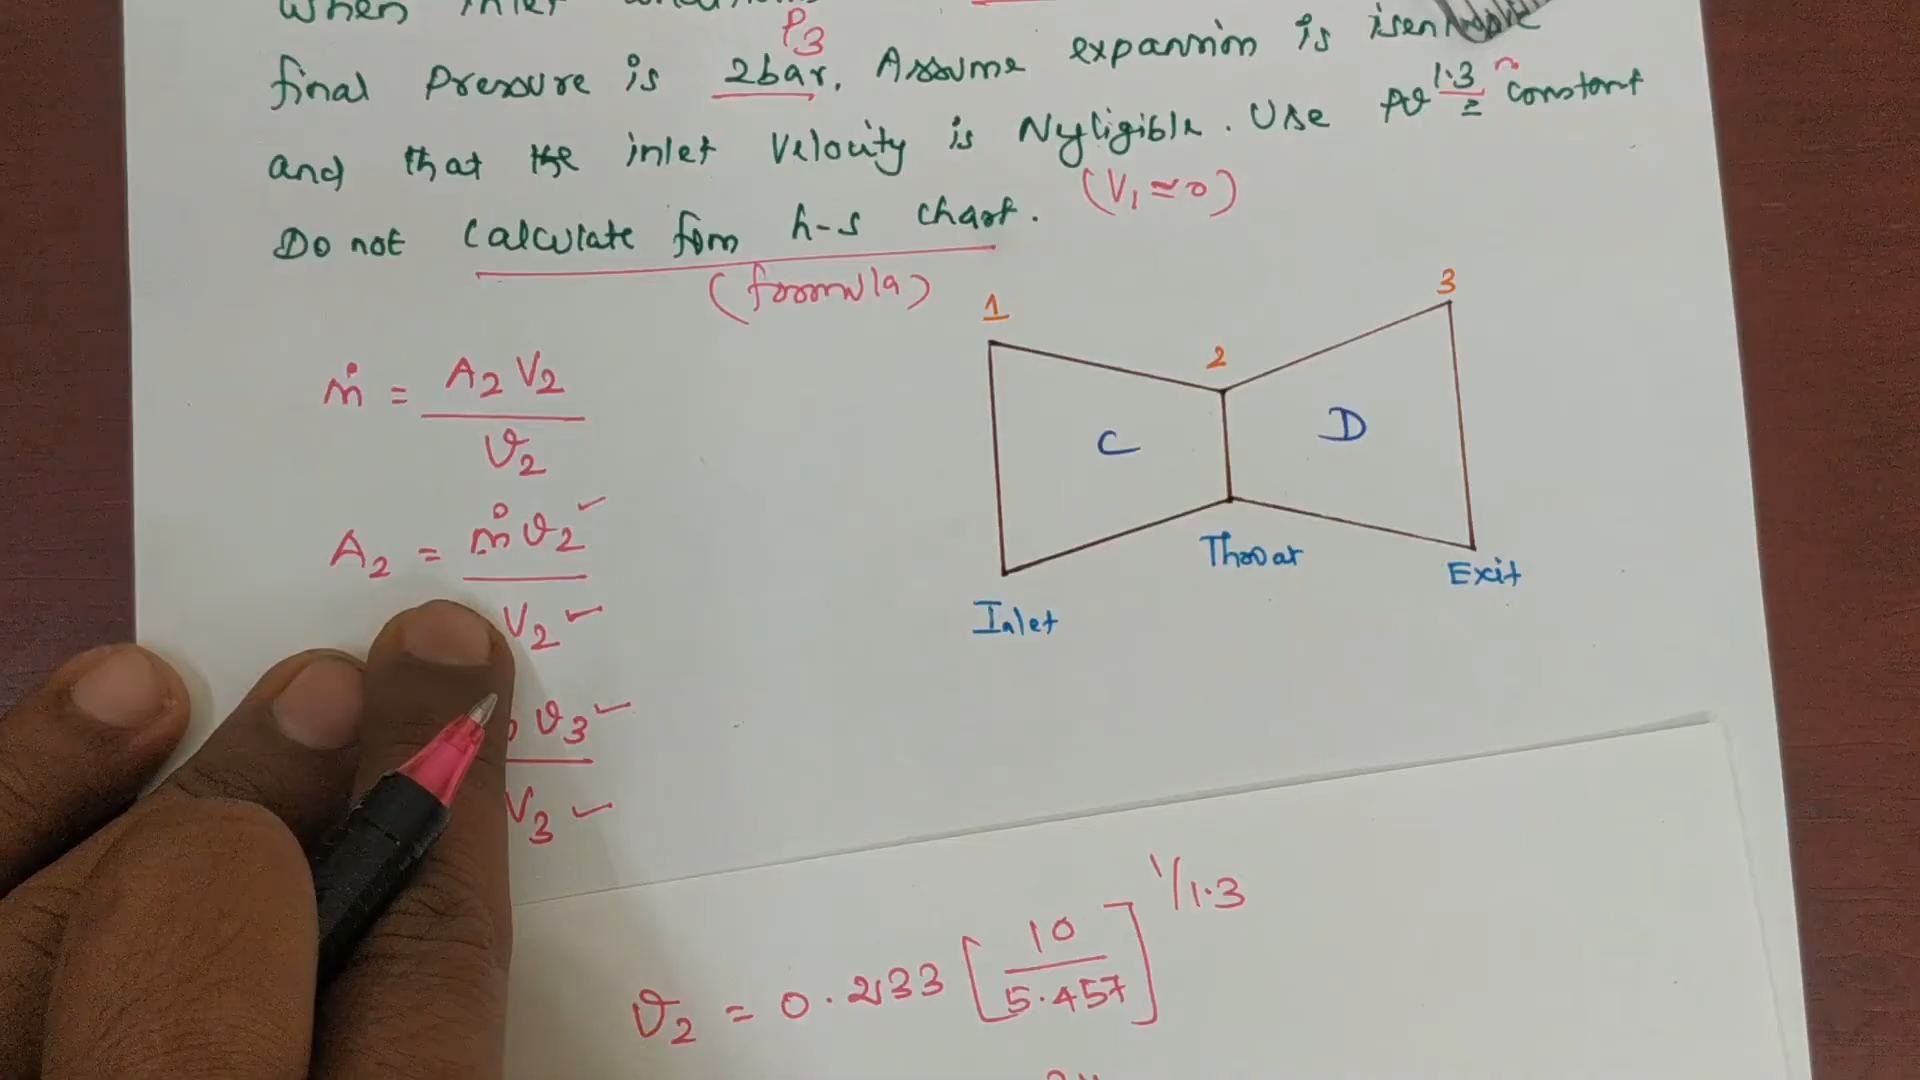 when inlet
P3
final Pressure is 2bar. Assume expansion is
and that the inlet Velocity is Negligible. Use Pv^1.3 = constant
n
(V1 ≈ 0)
Do not calculate from h-s chart.
(formula)
ṁ = A2 V2 / v2
A2 = ṁ v2 ✓ / V2 ✓
v3 ✓ / V3 ✓
1
2
3
C
D
Inlet
Throat
Exit
v2 = 0.233 [10 / 5.457]^1/1.3